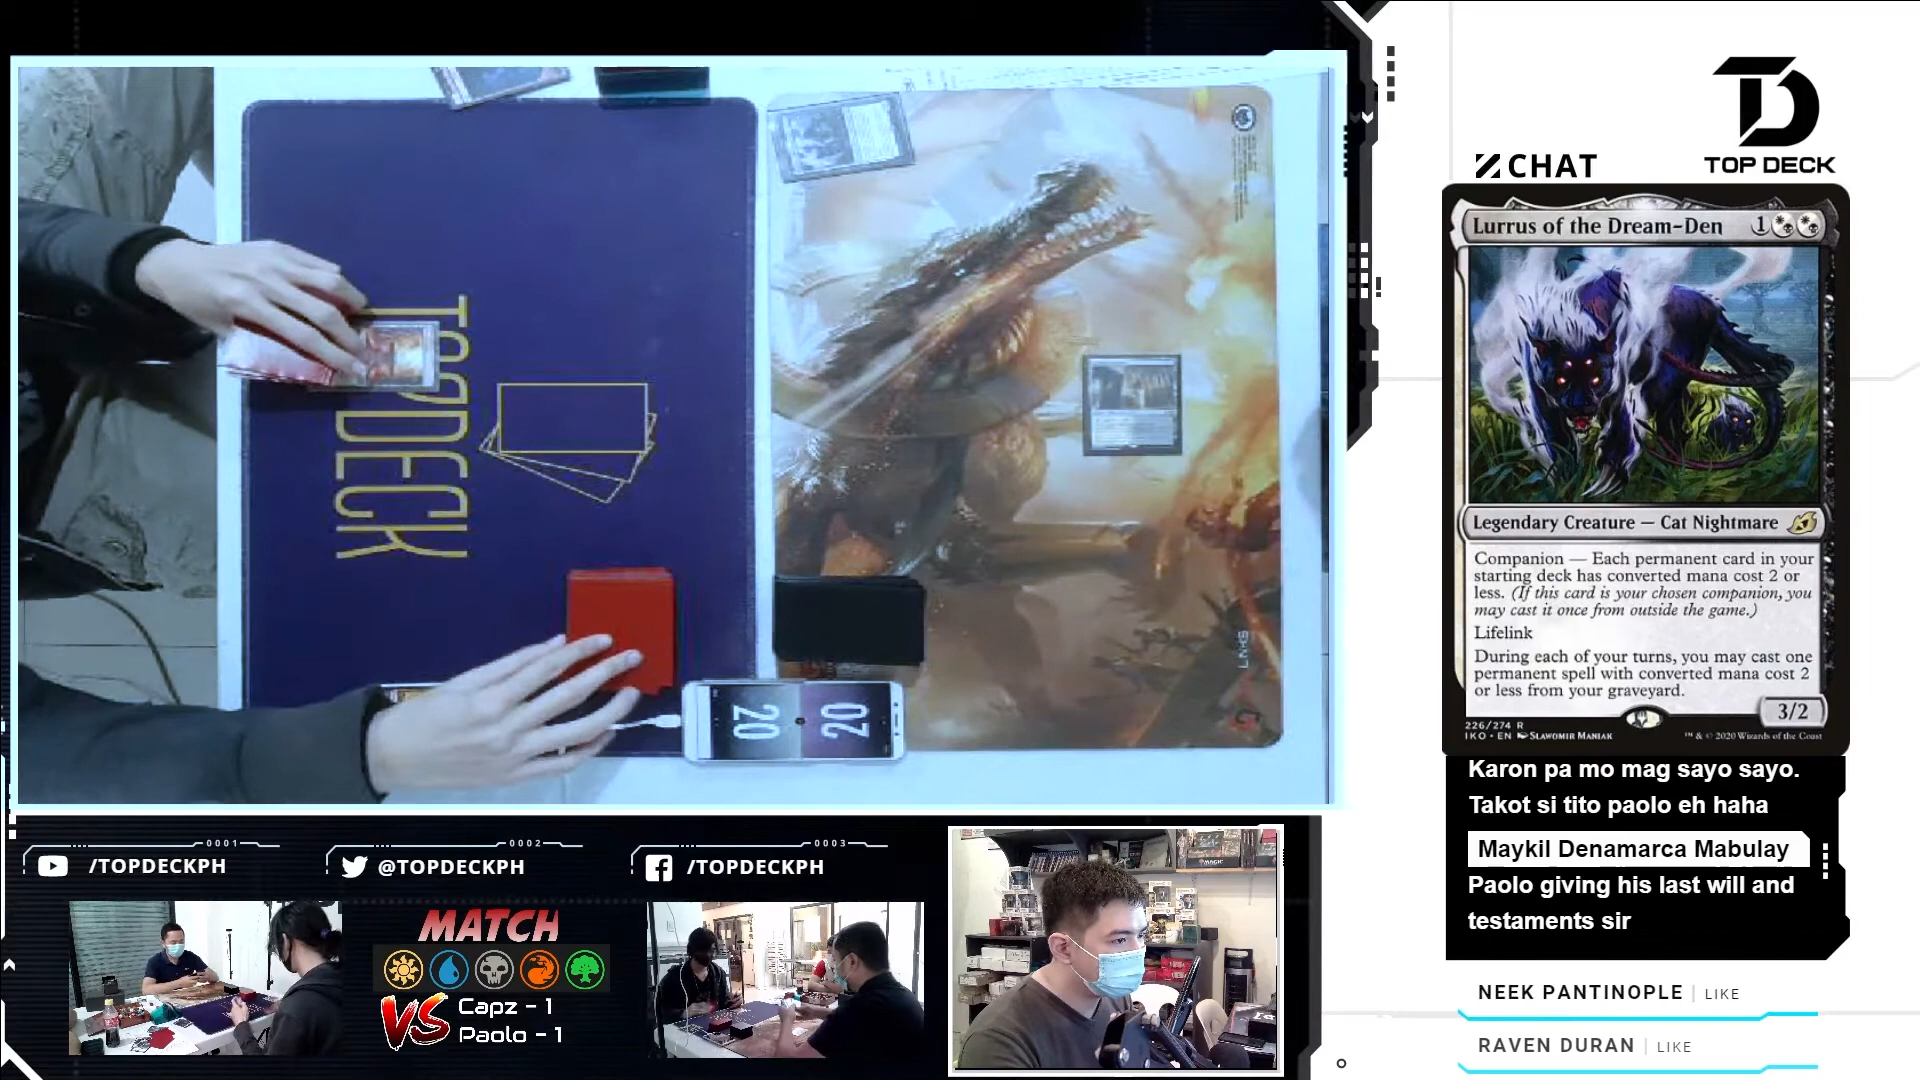 TOP DECK
CHAT
Lurrus of the Dream-Den 1
Legendary Creature — Cat Nightmare
Companion — Each permanent card in your
starting deck has converted mana cost 2 or
less. (If this card is your chosen companion, you
may cast it once from outside the game.)
Lifelink
During each of your turns, you may cast one
permanent spell with converted mana cost 2
or less from your graveyard.
3/2
226/274 R
IKO • EN SLAWOMIR MANIAK
™ & © 2020 Wizards of the Coast
Karon pa mo mag sayo sayo.
Takot si tito paolo eh haha
Maykil Denamarca Mabulay
Paolo giving his last will and
testaments sir
NEEK PANTINOPLE | LIKE
RAVEN DURAN | LIKE
TOPDECK
20
20
LINKS
0001
/TOPDECKPH
0002
@TOPDECKPH
0003
/TOPDECKPH
MATCH
VS
Capz - 1
Paolo - 1